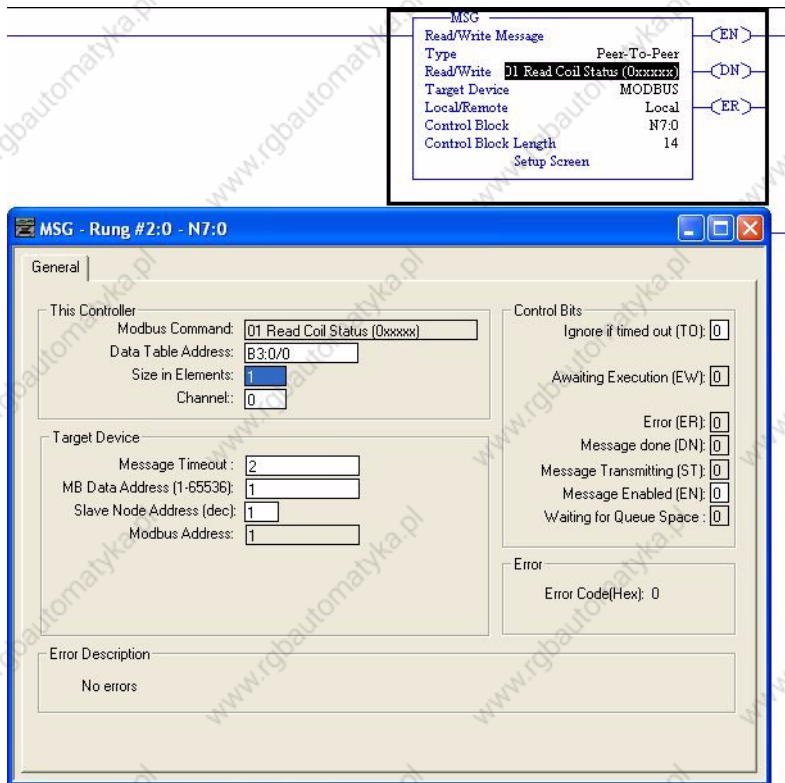 MSG
Read/Write Message
Type Peer-To-Peer
Read/Write 01 Read Coil Status (0xxxxx)
Target Device MODBUS
Local/Remote Local
Control Block N7:0
Control Block Length 14
Setup Screen
EN
DN
ER
MSG - Rung #2:0 - N7:0
General
This Controller
Modbus Command: 01 Read Coil Status (0xxxxx)
Data Table Address: B3:0/0
Size in Elements: 1
Channel:: 0
Target Device
Message Timeout : 2
MB Data Address (1-65536): 1
Slave Node Address (dec): 1
Modbus Address: 1
Control Bits
Ignore if timed out (TO): 0
Awaiting Execution (EW): 0
Error (ER): 0
Message done (DN): 0
Message Transmitting (ST): 0
Message Enabled (EN): 0
Waiting for Queue Space : 0
Error
Error Code(Hex): 0
Error Description
No errors
www.rgbautomatyka.pl